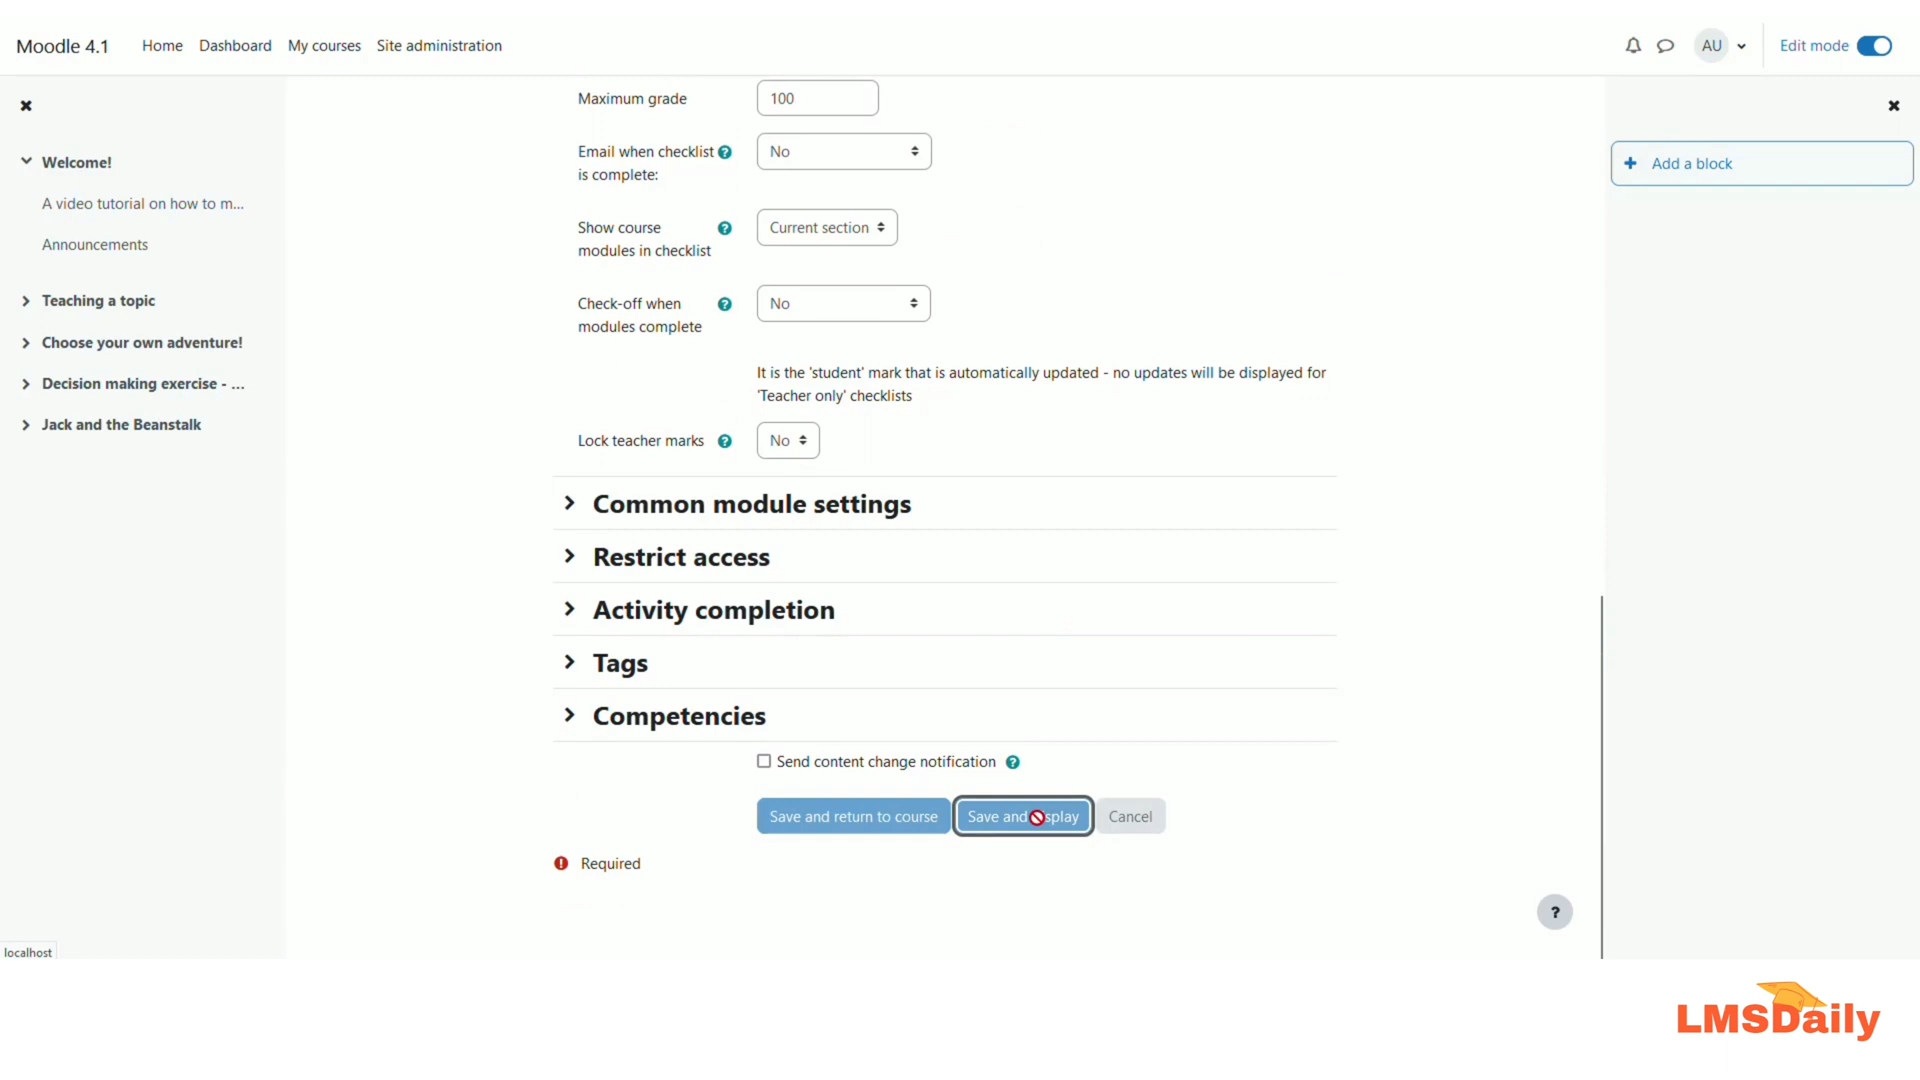 Moodle 4.1
Home
Dashboard
My courses
Site administration
AU
Edit mode
Welcome!
A video tutorial on how to m...
Announcements
Teaching a topic
Choose your own adventure!
Decision making exercise - ...
Jack and the Beanstalk
Maximum grade
100
Email when checklist
is complete:
No
Show course
modules in checklist
Current section
Check-off when
modules complete
No
It is the 'student' mark that is automatically updated - no updates will be displayed for
'Teacher only' checklists
Lock teacher marks
No
Common module settings
Restrict access
Activity completion
Tags
Competencies
Send content change notification
Save and return to course
Save and display
Cancel
Required
Add a block
?
localhost
LMSDaily